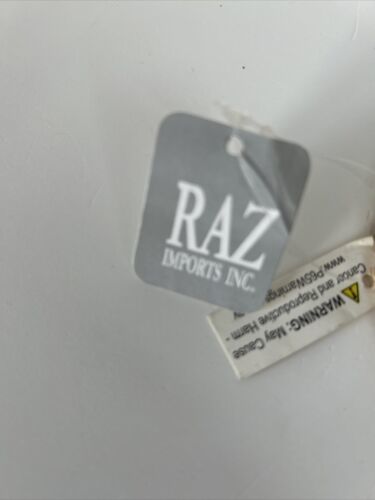 RAZ
IMPORTS INC.
WARNING: May Cause
Cancer and Reproductive Harm -
www.P65Warnings